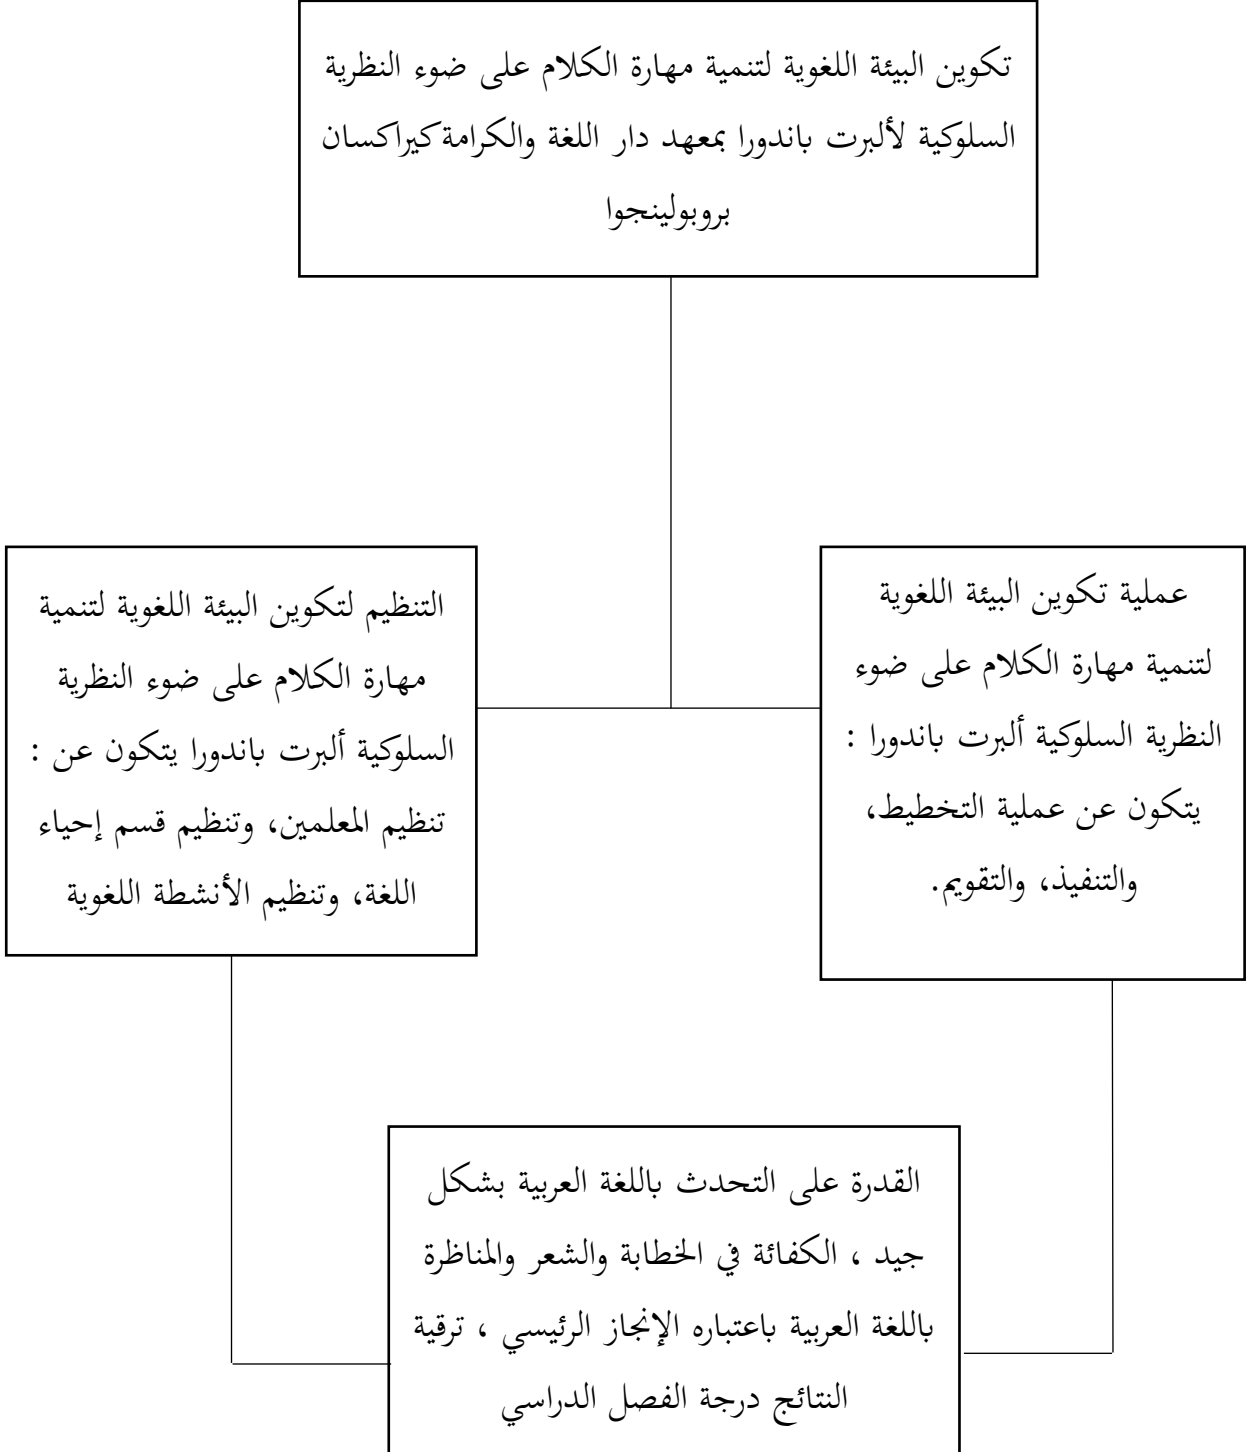 تكوين البيئة اللغوية لتنمية مهارة الكلام على ضوء النظرية
السلوكية لألبرت باندورا بمعهد دار اللغة والكرامة كيراكسان
بروبولينجوا
عملية تكوين البيئة اللغوية
لتنمية مهارة الكلام على ضوء
النظرية السلوكية ألبرت باندورا :
يتكون عن عملية التخطيط،
والتنفيذ، والتقويم.
التنظيم لتكوين البيئة اللغوية لتنمية
مهارة الكلام على ضوء النظرية
السلوكية ألبرت باندورا يتكون عن :
تنظيم المعلمين، وتنظيم قسم إحياء
اللغة، وتنظيم الأنشطة اللغوية
القدرة على التحدث باللغة العربية بشكل
جيد ، الكفائة في الخطابة والشعر والمناظرة
باللغة العربية باعتباره الإنجاز الرئيسي ، ترقية
النتائج درجة الفصل الدراسي